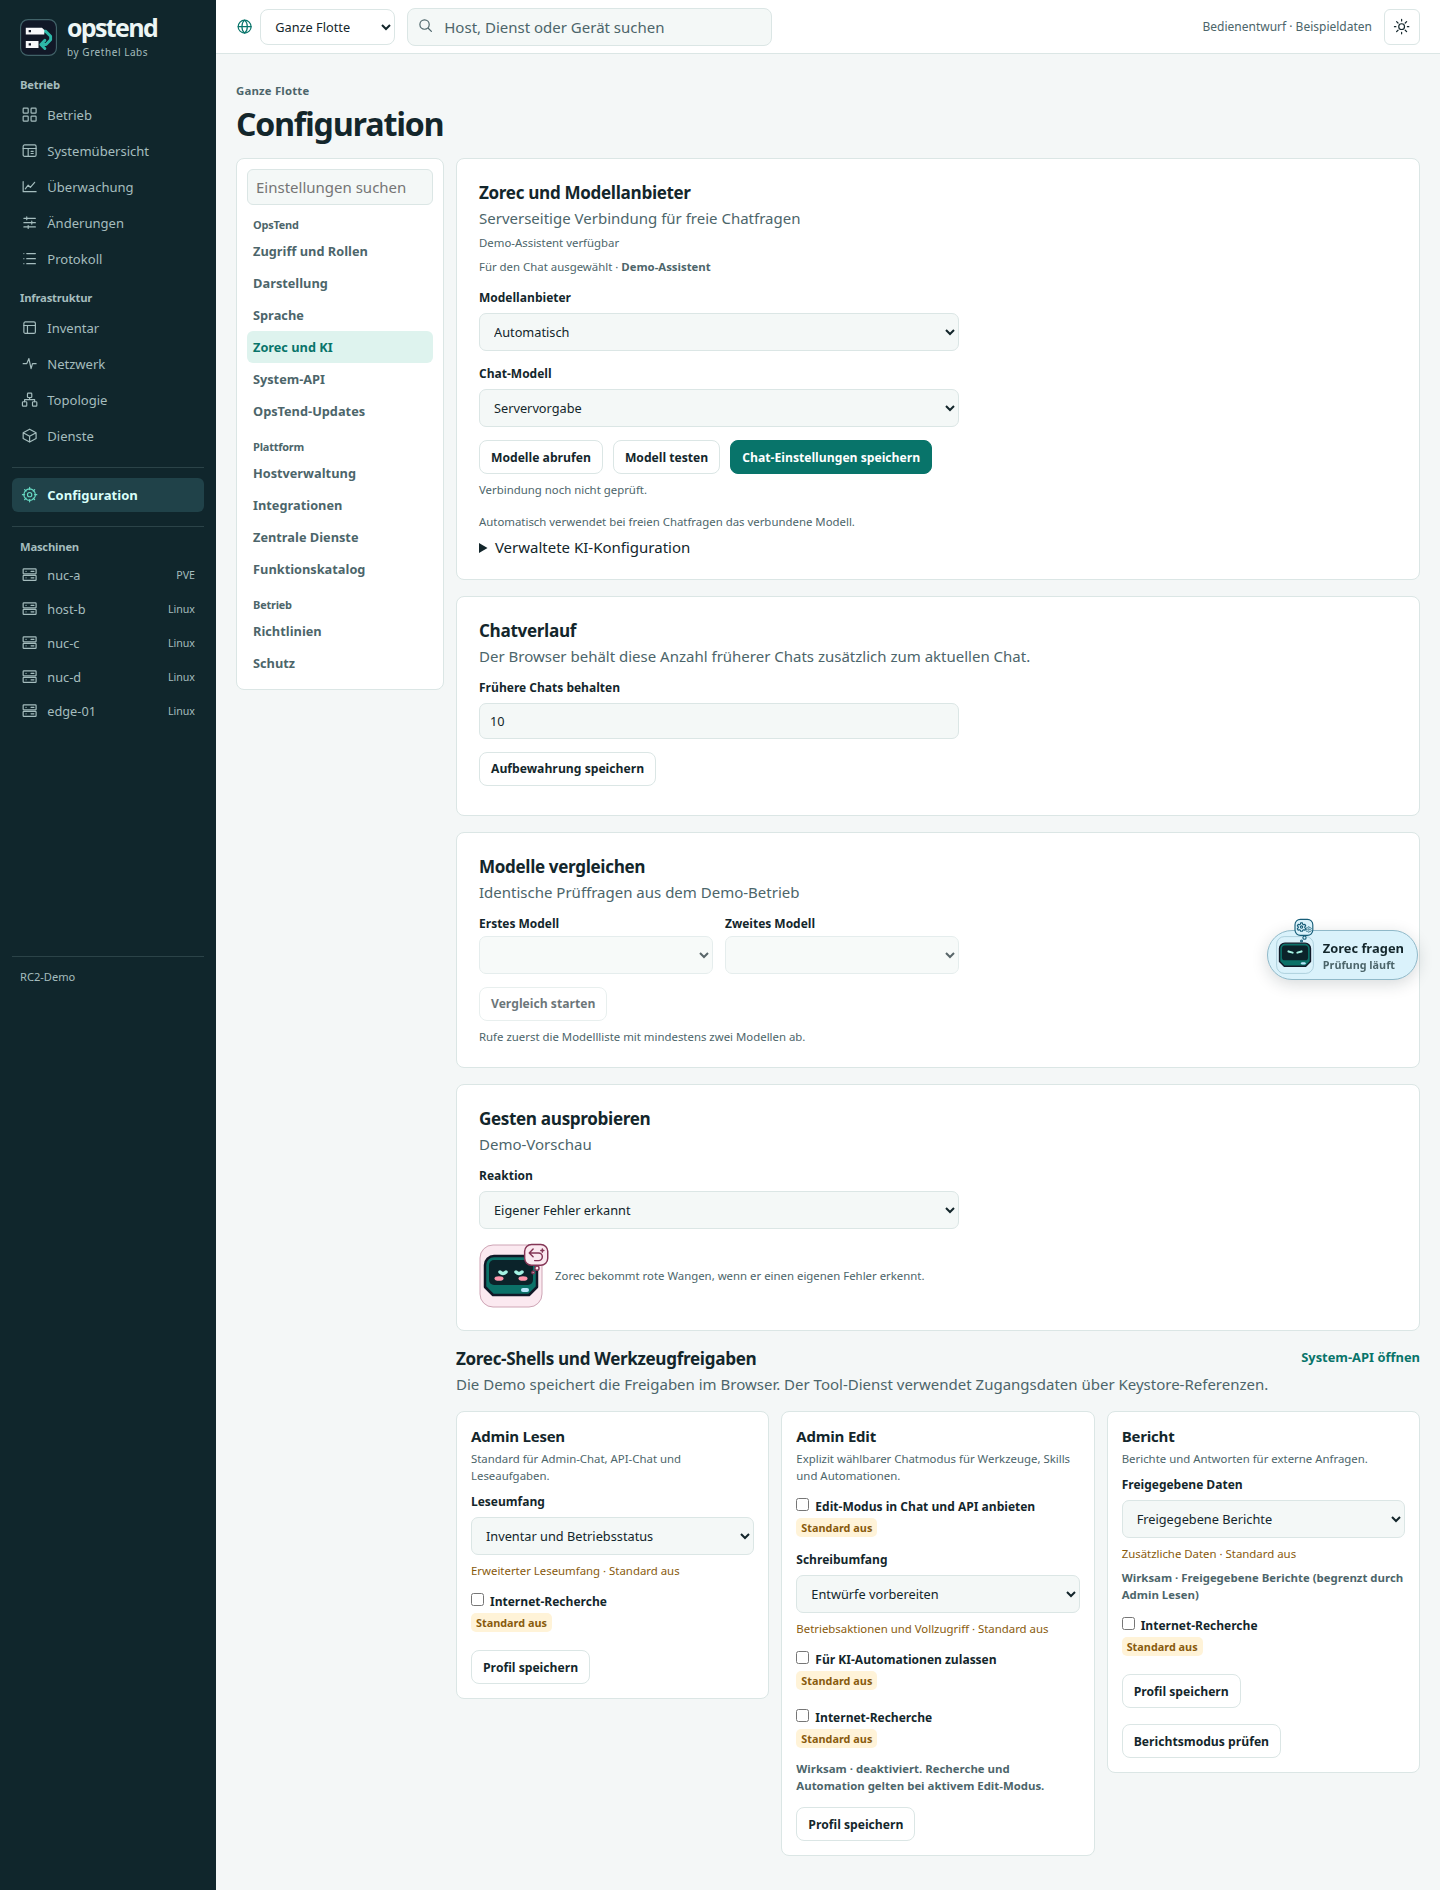 opstend
by Grethel Labs
Betrieb
Betrieb
Systemübersicht
Überwachung
Änderungen
Protokoll
Infrastruktur
Inventar
Netzwerk
Topologie
Dienste
Configuration
Maschinen
nuc-a PVE
host-b Linux
nuc-c Linux
nuc-d Linux
edge-01 Linux
RC2-Demo
Ganze Flotte
Host, Dienst oder Gerät suchen
Bedienentwurf · Beispieldaten
Ganze Flotte
Configuration
Einstellungen suchen
OpsTend
Zugriff und Rollen
Darstellung
Sprache
Zorec und KI
System-API
OpsTend-Updates
Plattform
Hostverwaltung
Integrationen
Zentrale Dienste
Funktionskatalog
Betrieb
Richtlinien
Schutz
Zorec und Modellanbieter
Serverseitige Verbindung für freie Chatfragen
Demo-Assistent verfügbar
Für den Chat ausgewählt · Demo-Assistent
Modellanbieter
Automatisch
Chat-Modell
Servervorgabe
Modelle abrufen Modell testen Chat-Einstellungen speichern
Verbindung noch nicht geprüft.
Automatisch verwendet bei freien Chatfragen das verbundene Modell.
Verwaltete KI-Konfiguration
Chatverlauf
Der Browser behält diese Anzahl früherer Chats zusätzlich zum aktuellen Chat.
Frühere Chats behalten
10
Aufbewahrung speichern
Modelle vergleichen
Identische Prüffragen aus dem Demo-Betrieb
Erstes Modell Zweites Modell
Vergleich starten
Rufe zuerst die Modellliste mit mindestens zwei Modellen ab.
Zorec fragen
Prüfung läuft
Gesten ausprobieren
Demo-Vorschau
Reaktion
Eigener Fehler erkannt
Zorec bekommt rote Wangen, wenn er einen eigenen Fehler erkennt.
Zorec-Shells und Werkzeugfreigaben
System-API öffnen
Die Demo speichert die Freigaben im Browser. Der Tool-Dienst verwendet Zugangsdaten über Keystore-Referenzen.
Admin Lesen
Standard für Admin-Chat, API-Chat und
Leseaufgaben.
Leseumfang
Inventar und Betriebsstatus
Erweiterter Leseumfang · Standard aus
Internet-Recherche
Standard aus
Profil speichern
Admin Edit
Explizit wählbarer Chatmodus für Werkzeuge, Skills
und Automationen.
Edit-Modus in Chat und API anbieten
Standard aus
Schreibumfang
Entwürfe vorbereiten
Betriebsaktionen und Vollzugriff · Standard aus
Für KI-Automationen zulassen
Standard aus
Internet-Recherche
Standard aus
Wirksam · deaktiviert. Recherche und
Automation gelten bei aktivem Edit-Modus.
Profil speichern
Bericht
Berichte und Antworten für externe Anfragen.
Freigegebene Daten
Freigegebene Berichte
Zusätzliche Daten · Standard aus
Wirksam · Freigegebene Berichte (begrenzt durch
Admin Lesen)
Internet-Recherche
Standard aus
Profil speichern
Berichtsmodus prüfen